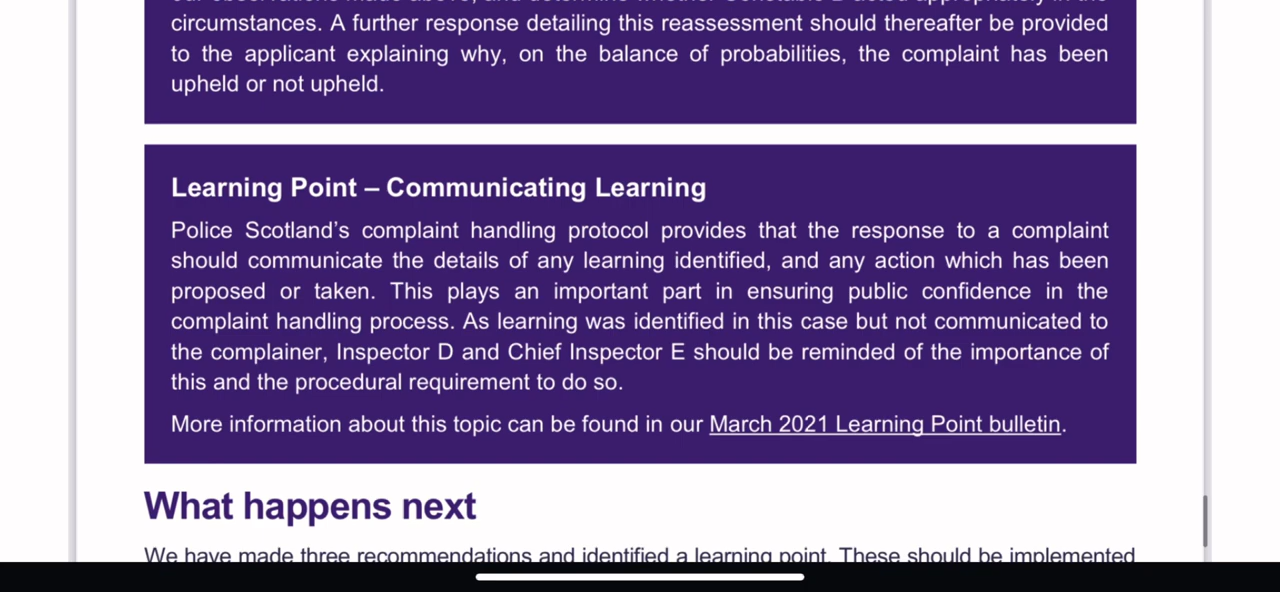 circumstances. A further response detailing this reassessment should thereafter be provided
to the applicant explaining why, on the balance of probabilities, the complaint has been
upheld or not upheld.
Learning Point – Communicating Learning
Police Scotland’s complaint handling protocol provides that the response to a complaint
should communicate the details of any learning identified, and any action which has been
proposed or taken. This plays an important part in ensuring public confidence in the
complaint handling process. As learning was identified in this case but not communicated to
the complainer, Inspector D and Chief Inspector E should be reminded of the importance of
this and the procedural requirement to do so.
More information about this topic can be found in our March 2021 Learning Point bulletin.
What happens next
We have made three recommendations and identified a learning point. These should be implemented